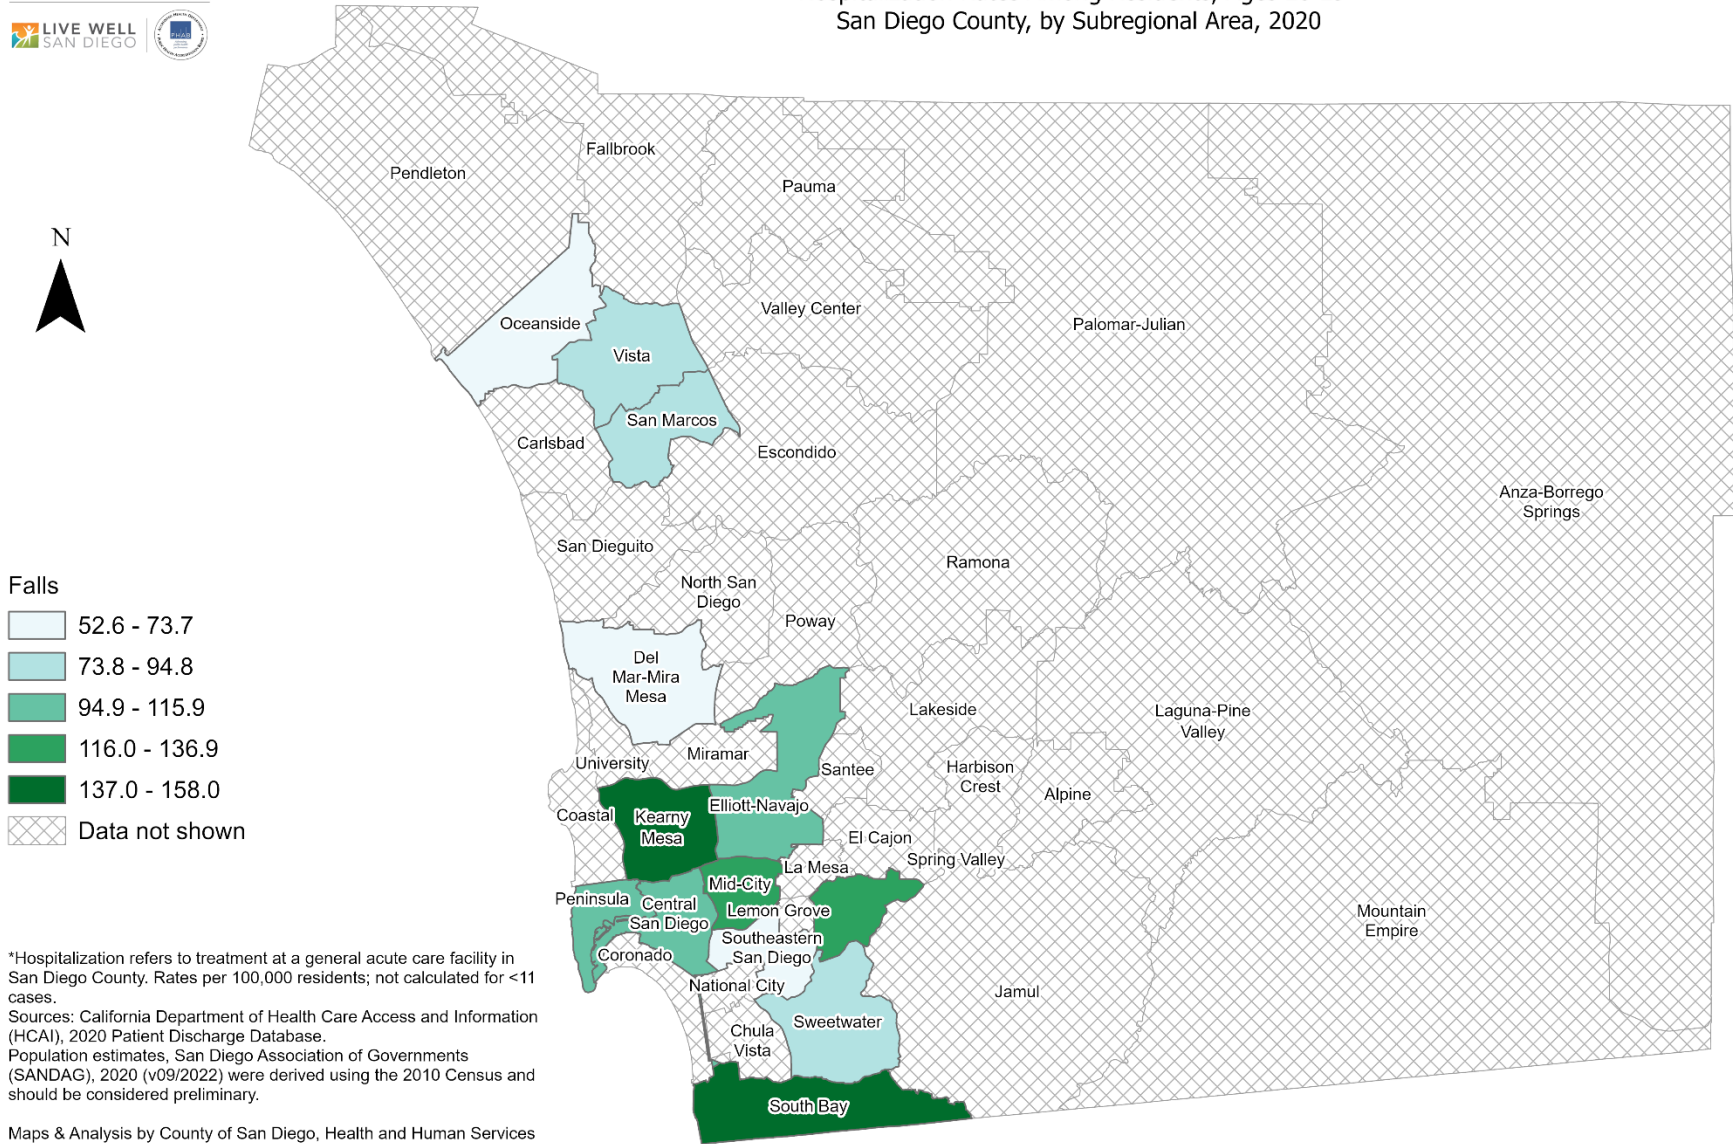 LIVE WELL
SAN DIEGO
San Diego County, by Subregional Area, 2020
N
Pendleton
Fallbrook
Pauma
Oceanside
Vista
Valley Center
Palomar-Julian
San Marcos
Carlsbad
Escondido
Anza-Borrego
Springs
San Dieguito
North San
Diego
Ramona
Poway
Del
Mar-Mira
Mesa
Lakeside
Laguna-Pine
Valley
University
Miramar
Santee
Harbison
Crest
Alpine
Coastal
Kearny
Mesa
Elliott-Navajo
El Cajon
La Mesa
Spring Valley
Peninsula
Central
San Diego
Mid-City
Lemon Grove
Mountain
Empire
Southeastern
San Diego
Coronado
National City
Jamul
Chula
Vista
Sweetwater
South Bay
Falls
52.6 - 73.7
73.8 - 94.8
94.9 - 115.9
116.0 - 136.9
137.0 - 158.0
Data not shown
*Hospitalization refers to treatment at a general acute care facility in
San Diego County. Rates per 100,000 residents; not calculated for <11
cases.
Sources: California Department of Health Care Access and Information
(HCAI), 2020 Patient Discharge Database.
Population estimates, San Diego Association of Governments
(SANDAG), 2020 (v09/2022) were derived using the 2010 Census and
should be considered preliminary.
Maps & Analysis by County of San Diego, Health and Human Services